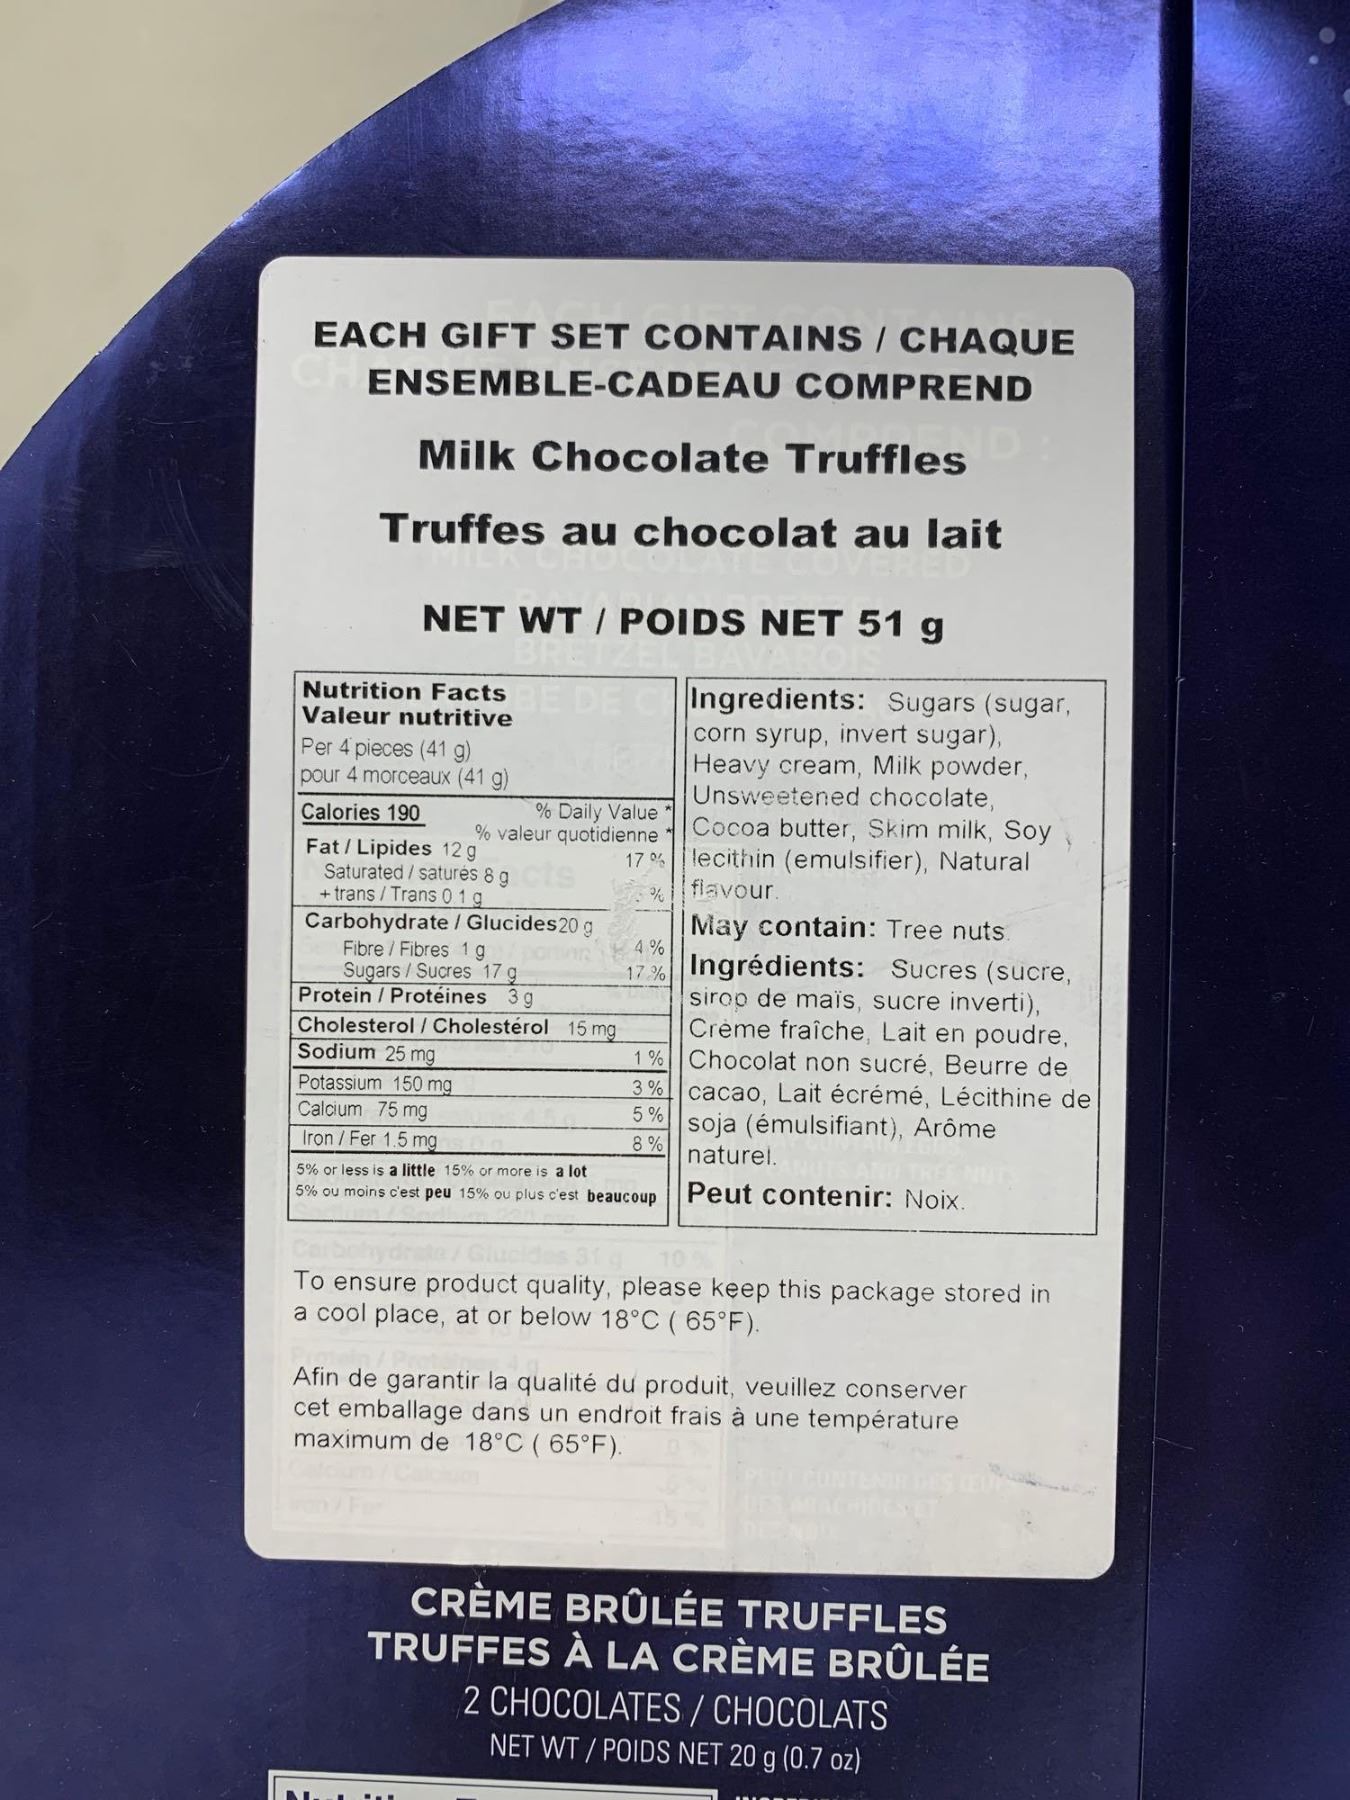 EACH GIFT SET CONTAINS / CHAQUE
ENSEMBLE-CADEAU COMPREND
Milk Chocolate Truffles
Truffes au chocolat au lait
NET WT / POIDS NET 51 g
Nutrition Facts
Valeur nutritive
Per 4 pieces (41 g)
pour 4 morceaux (41 g)
Calories 190 % Daily Value *
% valeur quotidienne *
Fat / Lipides 12 g 17 %
Saturated / saturés 8 g
+ trans / Trans 0.1 g %
Carbohydrate / Glucides 20 g
Fibre / Fibres 1 g 4 %
Sugars / Sucres 17 g 17 %
Protein / Protéines 3 g
Cholesterol / Cholestérol 15 mg
Sodium 25 mg 1 %
Potassium 150 mg 3 %
Calcium 75 mg 5 %
Iron / Fer 1.5 mg 8 %
5% or less is a little 15% or more is a lot
5% ou moins c'est peu 15% ou plus c'est beaucoup
Ingredients: Sugars (sugar,
corn syrup, invert sugar),
Heavy cream, Milk powder,
Unsweetened chocolate,
Cocoa butter, Skim milk, Soy
lecithin (emulsifier), Natural
flavour.
May contain: Tree nuts.
Ingrédients: Sucres (sucre,
sirop de maïs, sucre inverti),
Crème fraîche, Lait en poudre,
Chocolat non sucré, Beurre de
cacao, Lait écrémé, Lécithine de
soja (émulsifiant), Arôme
naturel.
Peut contenir: Noix.
To ensure product quality, please keep this package stored in
a cool place, at or below 18°C ( 65°F).
Afin de garantir la qualité du produit, veuillez conserver
cet emballage dans un endroit frais à une température
maximum de 18°C ( 65°F).
CRÈME BRÛLÉE TRUFFLES
TRUFFES À LA CRÈME BRÛLÉE
2 CHOCOLATES / CHOCOLATS
NET WT / POIDS NET 20 g (0.7 oz)